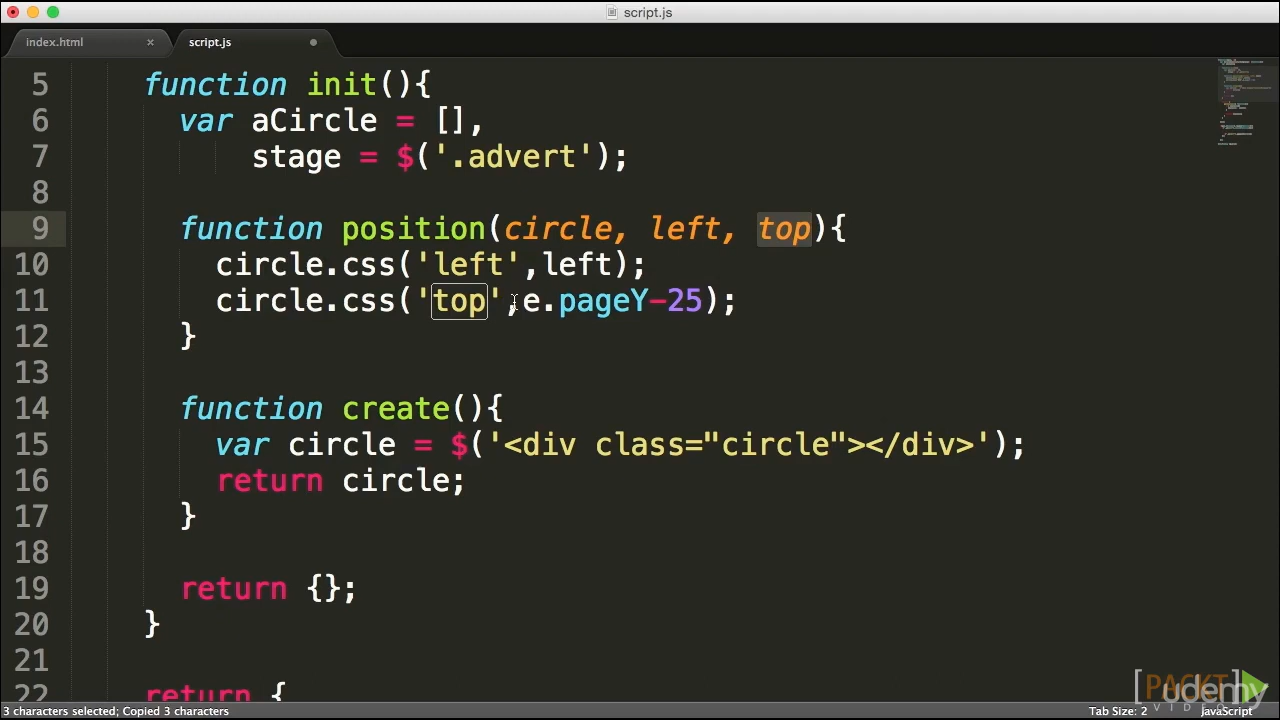 script.js
index.html × script.js
5 function init(){
6 var aCircle = [],
7 stage = $('.advert');
8
9 function position(circle, left, top){
10 circle.css('left',left);
11 circle.css('top',e.pageY-25);
12 }
13
14 function create(){
15 var circle = $('<div class="circle"></div>');
16 return circle;
17 }
18
19 return {};
20 }
21
22 return {
[PACKT]
VIDEO
udemy
3 characters selected; Copied 3 characters Tab Size: 2 JavaScript